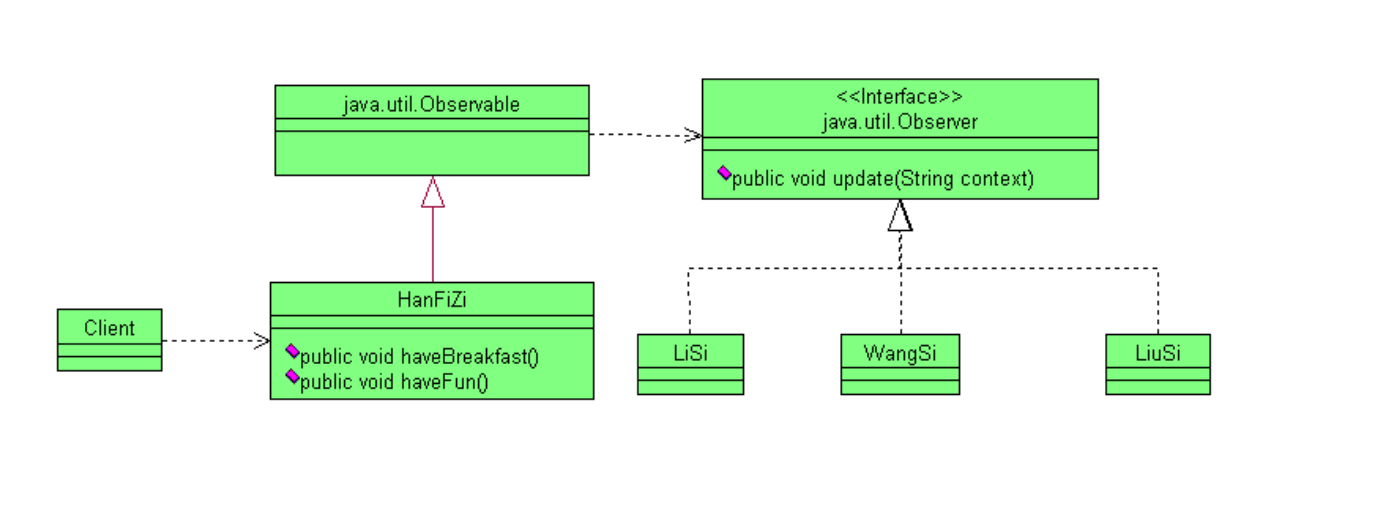 java.util.Observable
<<Interface>>
java.util.Observer
public void update(String context)
HanFiZi
public void haveBreakfast()
public void haveFun()
Client
LiSi
WangSi
LiuSi